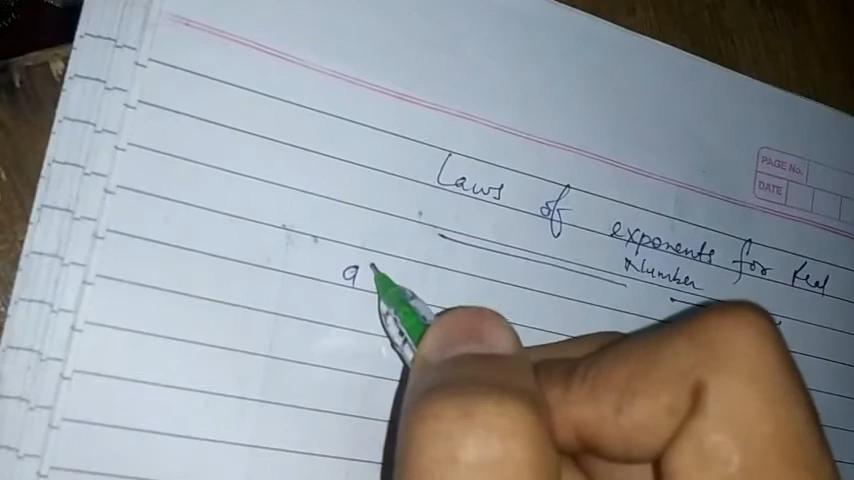 PAGE No.
DATE
Laws of exponents for Real
Number
a